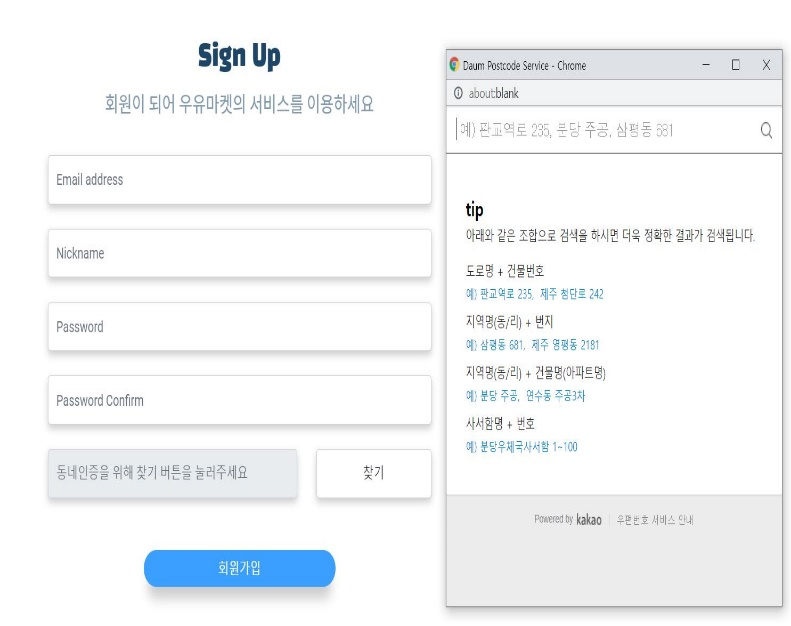 Sign Up
회원이 되어 우유마켓의 서비스를 이용하세요
Email address
Nickname
Password
Password Confirm
동네인증을 위해 찾기 버튼을 눌러주세요
찾기
회원가입
Daum Postcode Service - Chrome
about:blank
예) 판교역로 235, 분당 주공, 삼평동 681
tip
아래와 같은 조합으로 검색을 하시면 더욱 정확한 결과가 검색됩니다.
도로명 + 건물번호
예) 판교역로 235, 제주 첨단로 242
지역명(동/리) + 번지
예) 삼평동 681, 제주 영평동 2181
지역명(동/리) + 건물명(아파트명)
예) 분당 주공, 연수동 주공3차
사서함명 + 번호
예) 분당우체국사서함 1~100
Powered by kakao | 우편번호 서비스 안내